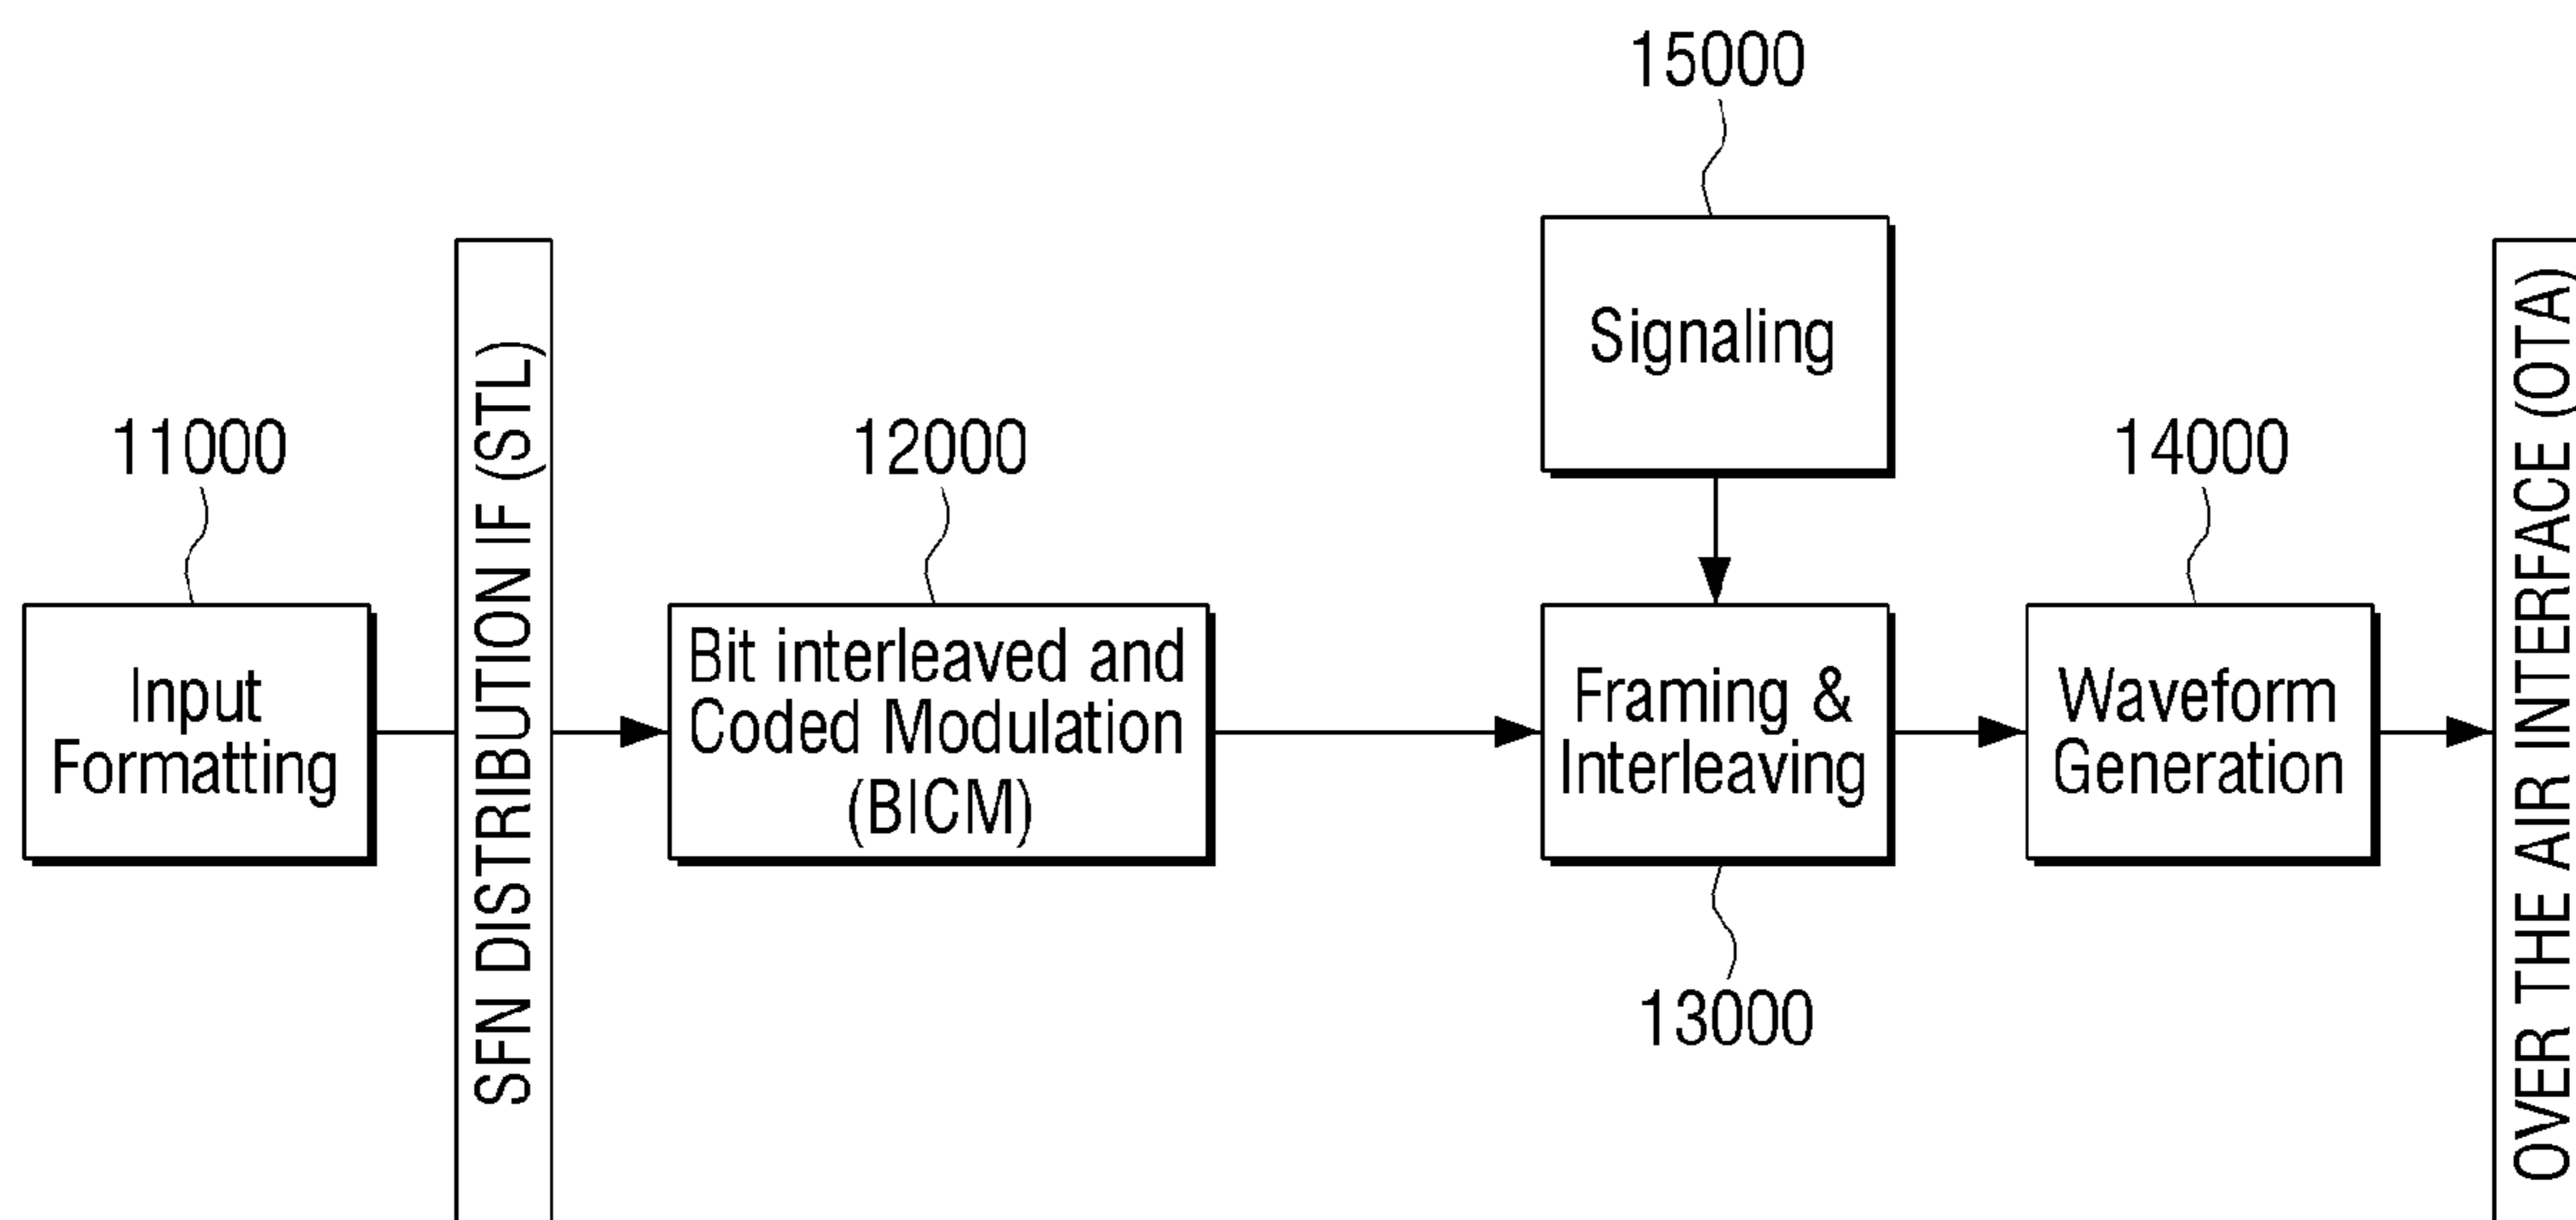 15000
Signaling
11000
Input
Formatting
SFN DISTRIBUTION IF (STL)
12000
Bit interleaved and
Coded Modulation
(BICM)
Framing &
Interleaving
13000
14000
Waveform
Generation
OVER THE AIR INTERFACE (OTA)